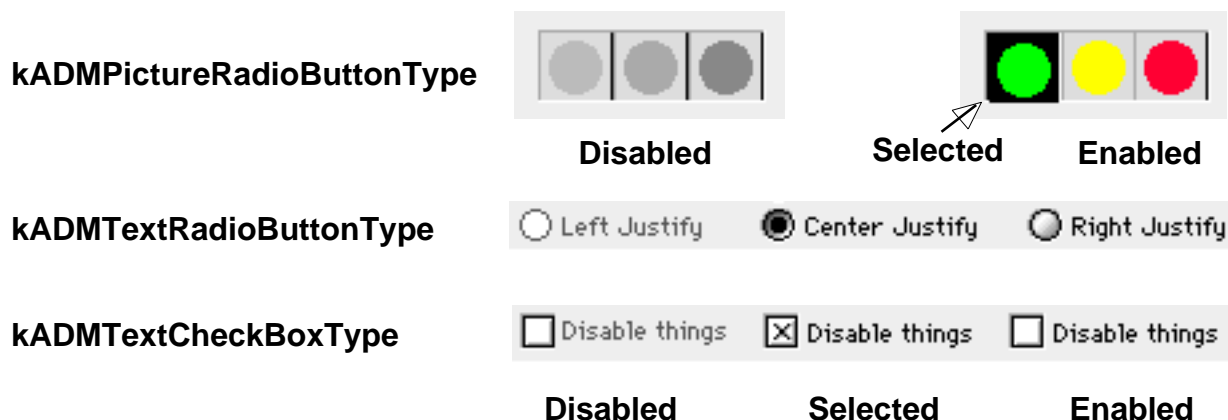 kADMPictureRadioButtonType
Disabled
Selected
Enabled
kADMTextRadioButtonType
Left Justify
Center Justify
Right Justify
kADMTextCheckBoxType
Disable things
Disable things
Disable things
Disabled
Selected
Enabled